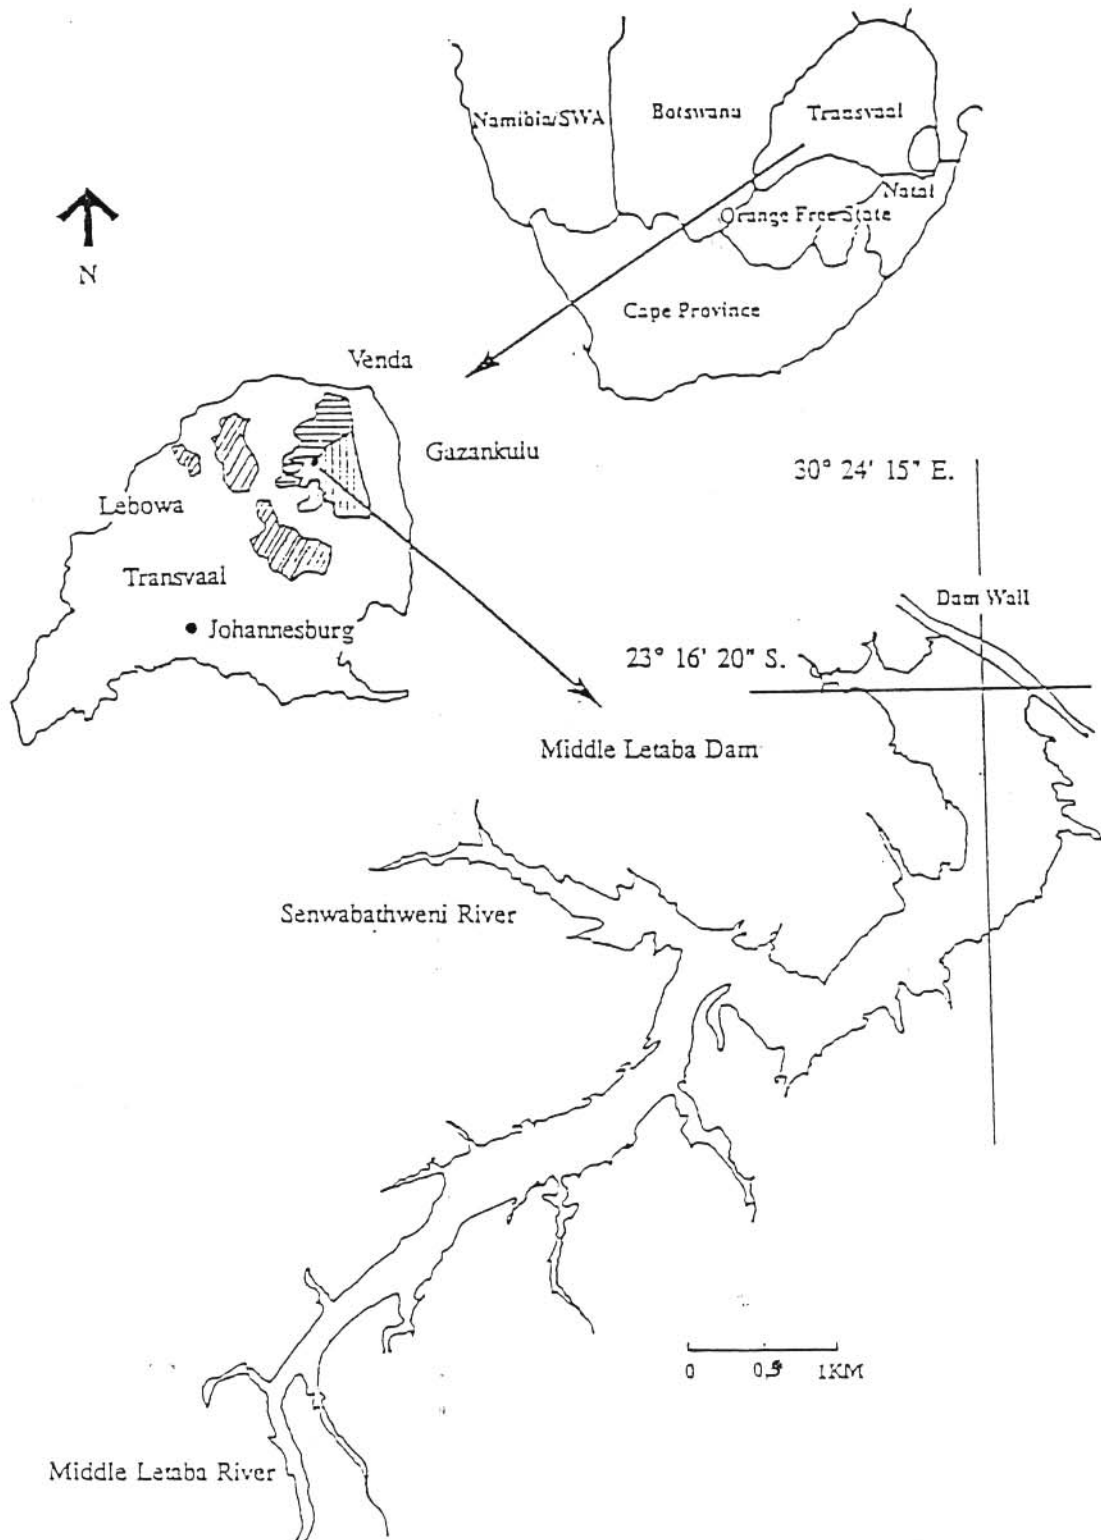 Namibia/SWA
Botswana
Transvaal
Natal
Orange Free State
Cape Province
N
Venda
Gazankulu
Lebowa
Transvaal
Johannesburg
30° 24' 15" E.
Dam Wall
23° 16' 20" S.
Middle Letaba Dam
Senwabathweni River
0 0,5 1KM
Middle Letaba River